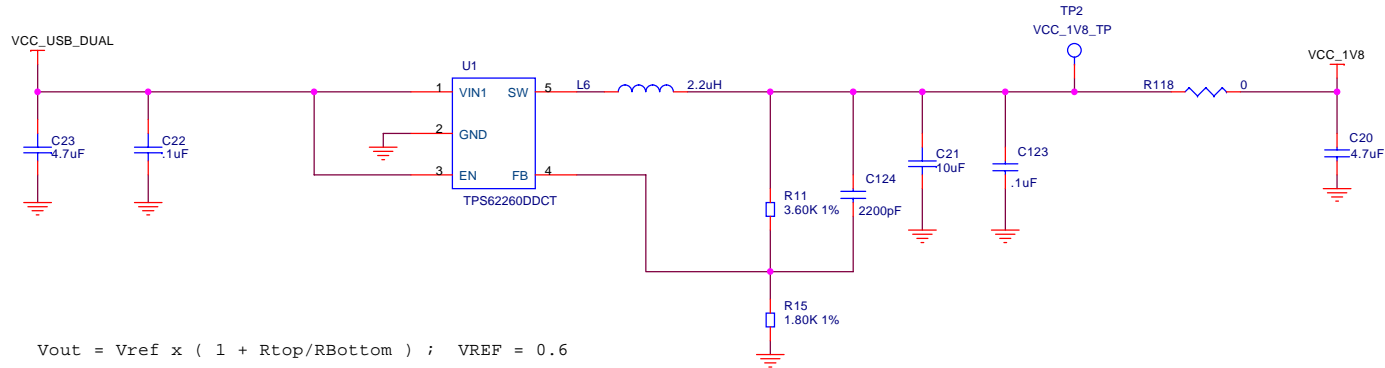 TP2
VCC_1V8_TP
VCC_USB_DUAL
VCC_1V8
U1
1 VIN1 SW 5
L6 2.2uH
R118 0
2 GND
3 EN FB 4
TPS62260DDCT
C23
4.7uF
C22
.1uF
R11
3.60K 1%
C124
2200pF
C21
10uF
C123
.1uF
C20
4.7uF
R15
1.80K 1%
Vout = Vref x ( 1 + Rtop/RBottom ) ; VREF = 0.6